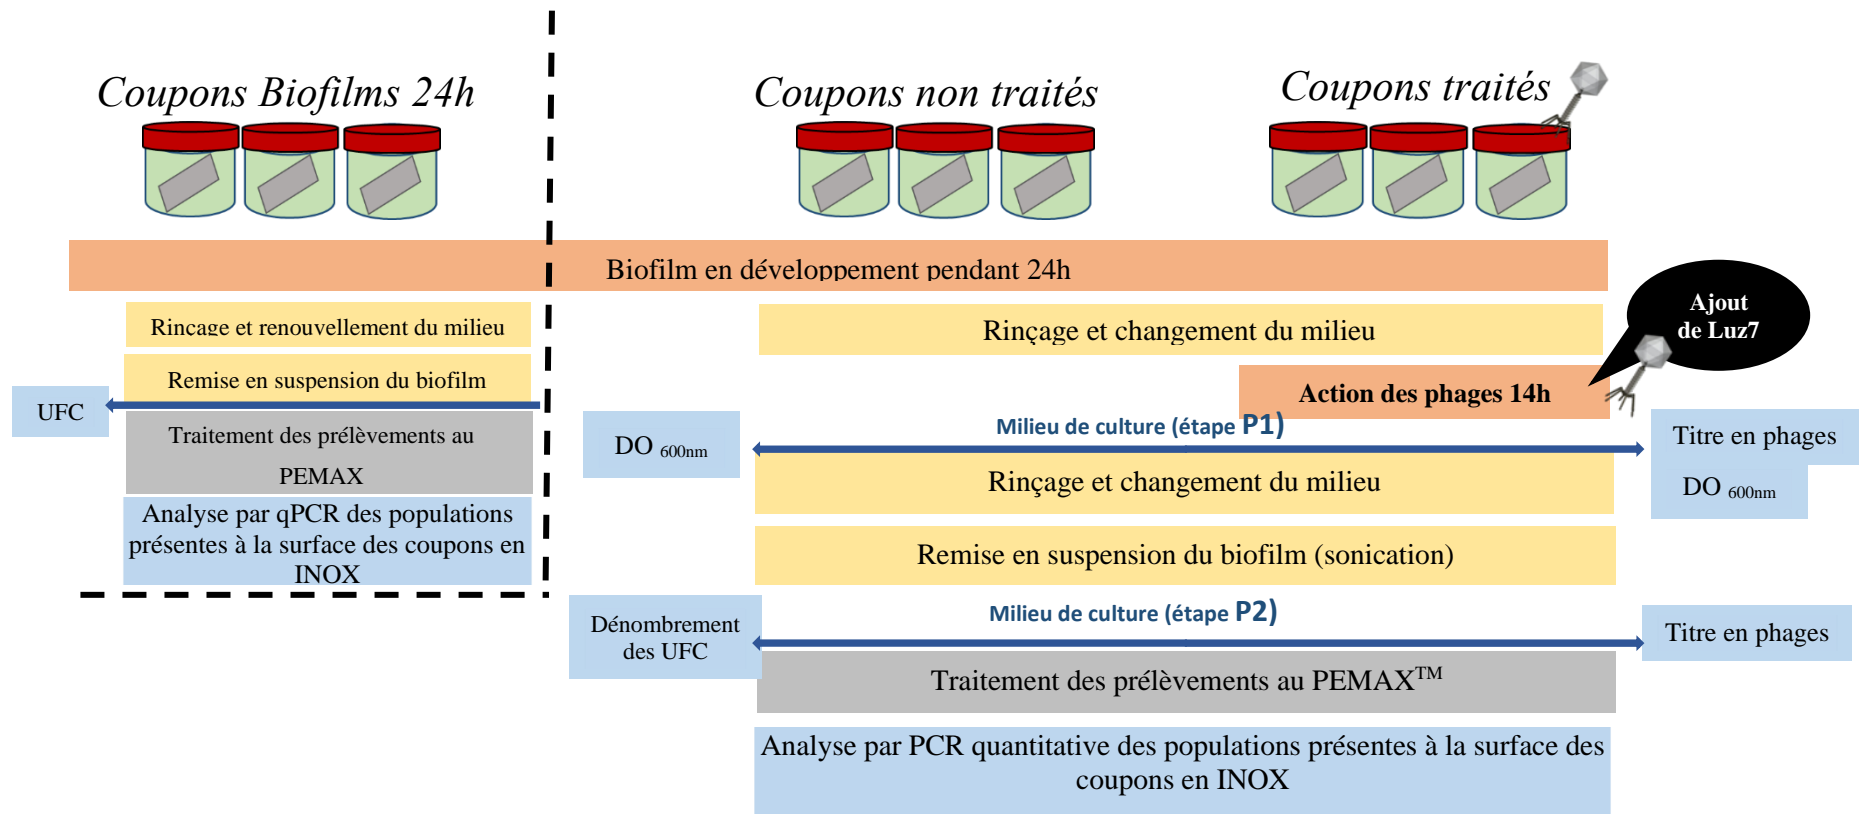 Coupons Biofilms 24h
Coupons non traités
Coupons traités
Biofilm en développement pendant 24h
Rinçage et renouvellement du milieu
Remise en suspension du biofilm
UFC
Traitement des prélèvements au
PEMAX
Analyse par qPCR des populations
présentes à la surface des coupons en
INOX
Rinçage et changement du milieu
Ajout
de Luz7
Action des phages 14h
Milieu de culture (étape P1)
DO 600nm
Titre en phages
DO 600nm
Rinçage et changement du milieu
Remise en suspension du biofilm (sonication)
Milieu de culture (étape P2)
Dénombrement
des UFC
Titre en phages
Traitement des prélèvements au PEMAX™
Analyse par PCR quantitative des populations présentes à la surface des
coupons en INOX